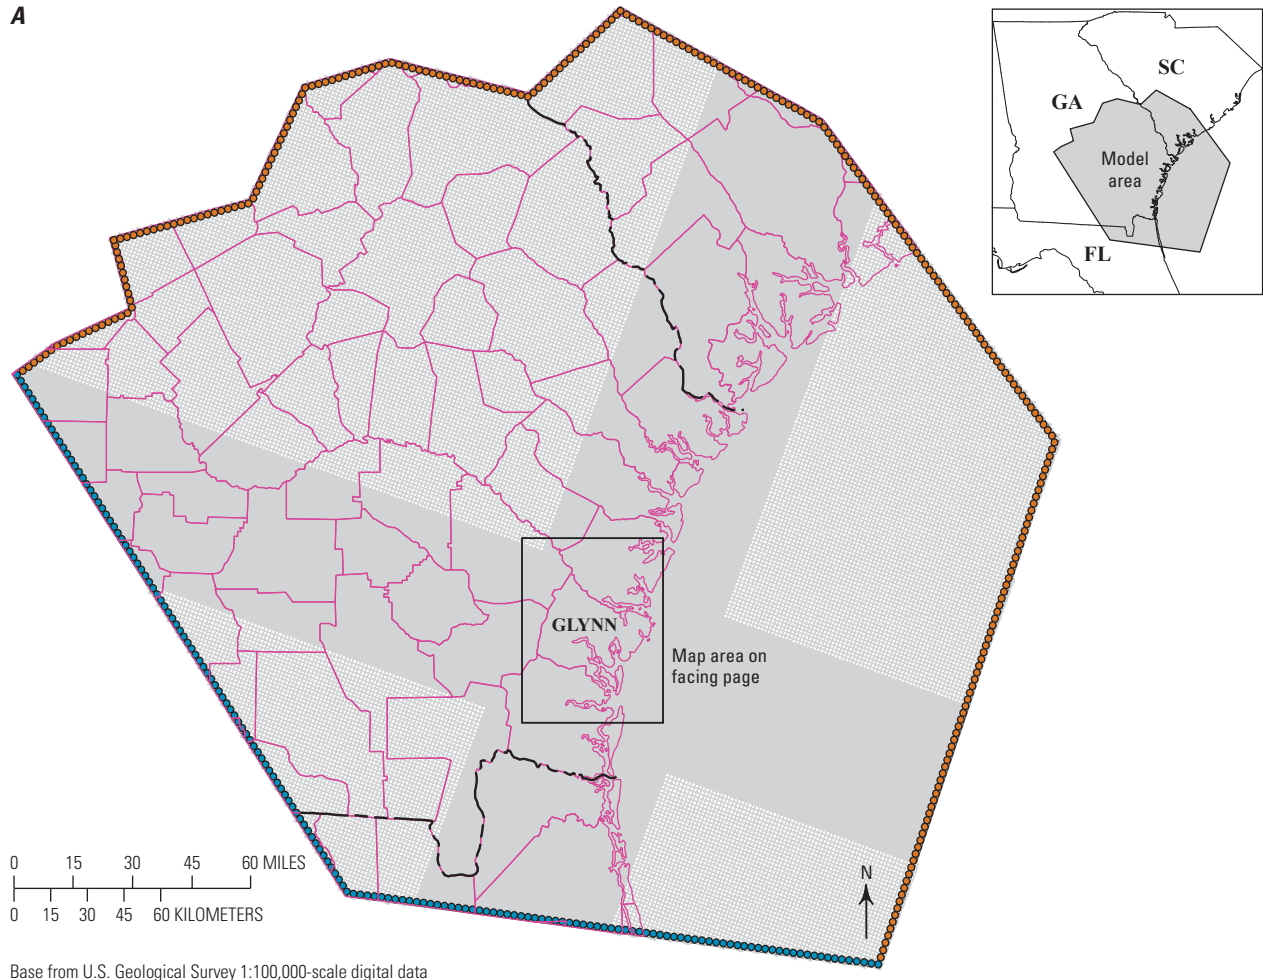 A
SC
GA
Model
area
FL
GLYNN
Map area on
facing page
0 15 30 45 60 MILES
0 15 30 45 60 KILOMETERS
N
Base from U.S. Geological Survey 1:100,000-scale digital data